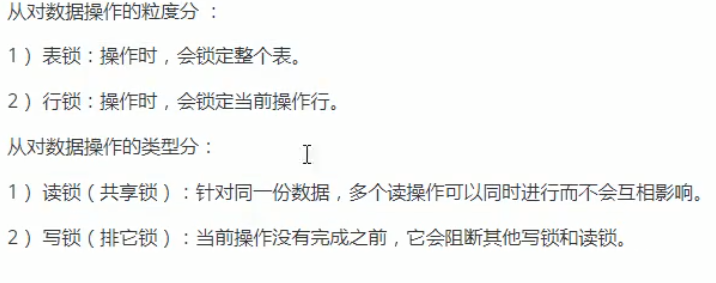 从对数据操作的粒度分 ：
1） 表锁：操作时，会锁定整个表。
2） 行锁：操作时，会锁定当前操作行。
从对数据操作的类型分：
1） 读锁（共享锁）：针对同一份数据，多个读操作可以同时进行而不会互相影响。
2） 写锁（排它锁）：当前操作没有完成之前，它会阻断其他写锁和读锁。